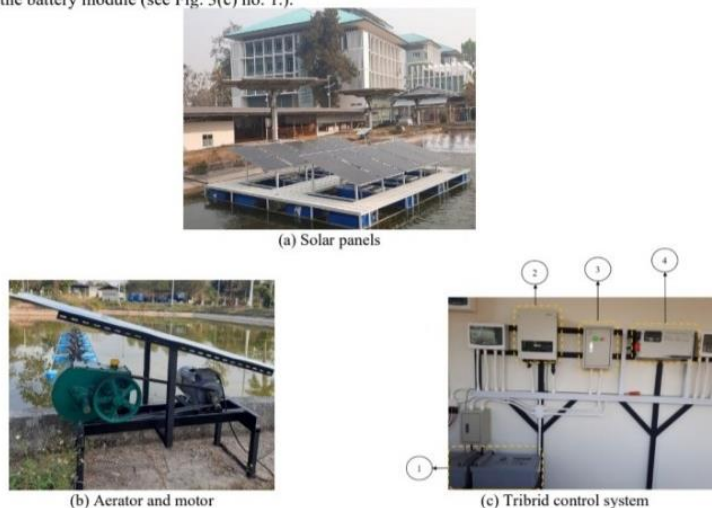 the battery module (see Fig. 3(c) no. 1.).
(a) Solar panels
2
3
4
1
(b) Aerator and motor
(c) Tribrid control system